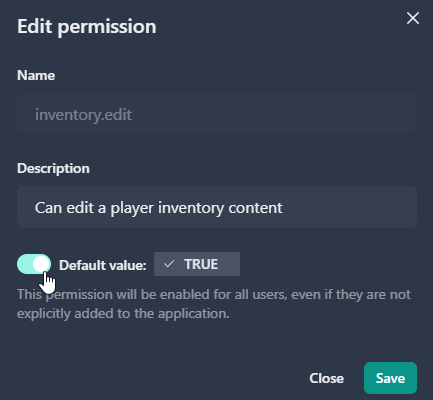 Edit permission
Name
inventory.edit
Description
Can edit a player inventory content
Default value: TRUE
This permission will be enabled for all users, even if they are not
explicitly added to the application.
Close Save